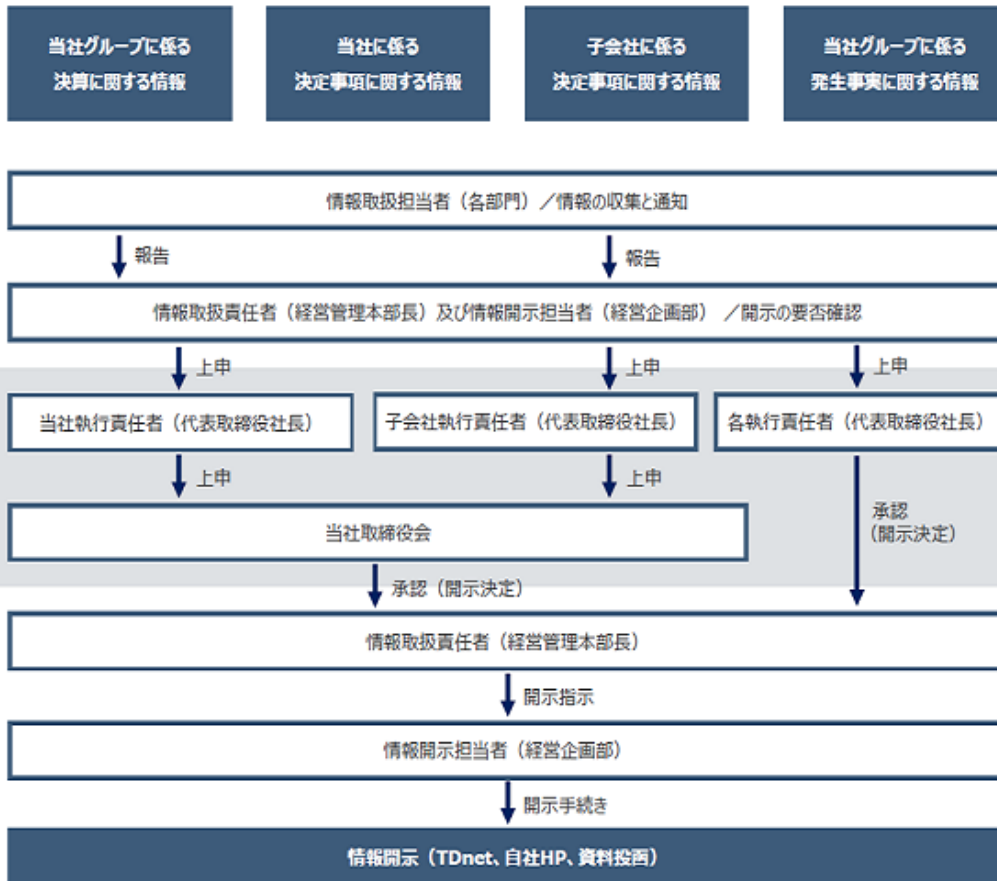 当社グループに係る
決算に関する情報
当社に係る
決定事項に関する情報
子会社に係る
決定事項に関する情報
当社グループに係る
発生事実に関する情報
情報取扱担当者（各部門）／情報の収集と通知
報告
報告
情報取扱責任者（経営管理本部長）及び情報開示担当者（経営企画部）／開示の要否確認
上申
上申
上申
当社執行責任者（代表取締役社長）
子会社執行責任者（代表取締役社長）
各執行責任者（代表取締役社長）
上申
上申
承認
（開示決定）
当社取締役会
承認（開示決定）
情報取扱責任者（経営管理本部長）
開示指示
情報開示担当者（経営企画部）
開示手続き
情報開示（TDnet、自社HP、資料投函）